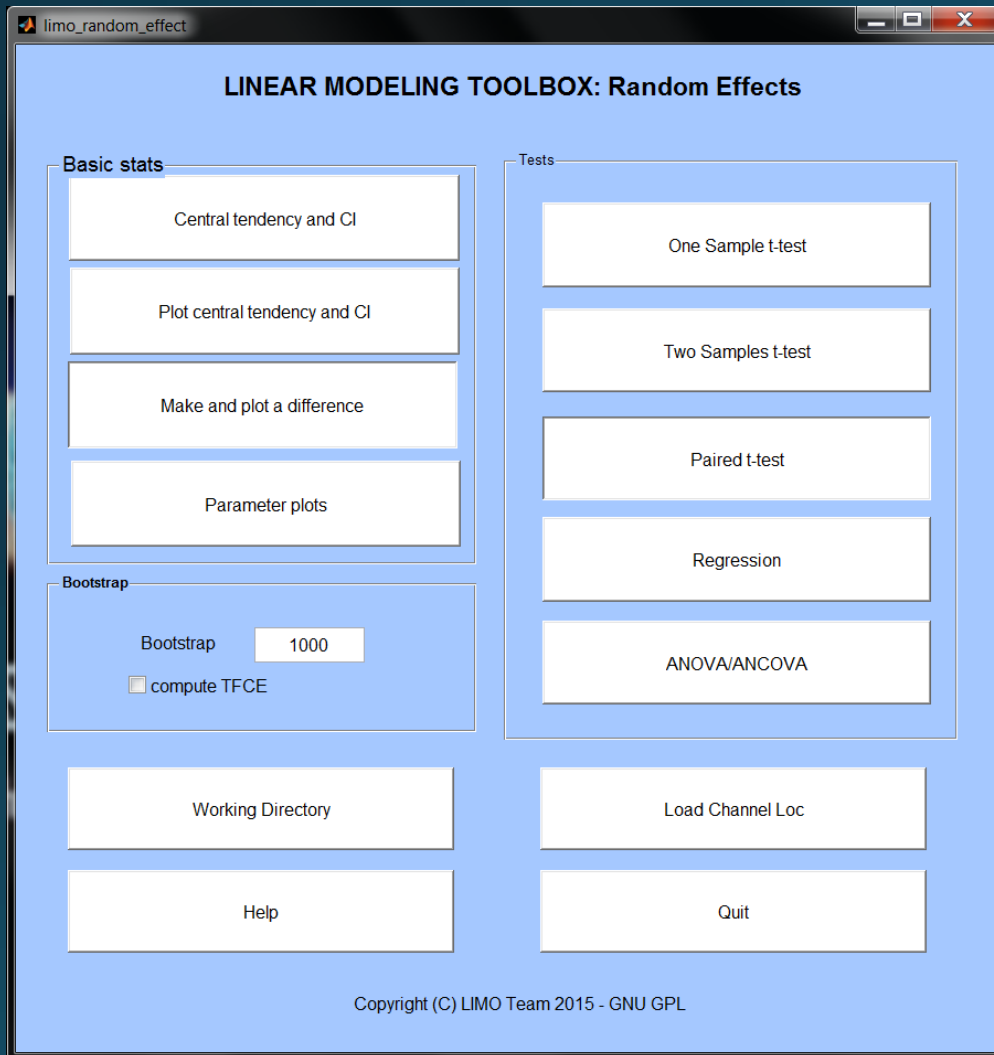 limo_random_effect
LINEAR MODELING TOOLBOX: Random Effects
Basic stats
Central tendency and CI
Plot central tendency and CI
Make and plot a difference
Parameter plots
Bootstrap
Bootstrap 1000
compute TFCE
Tests
One Sample t-test
Two Samples t-test
Paired t-test
Regression
ANOVA/ANCOVA
Working Directory
Load Channel Loc
Help
Quit
Copyright (C) LIMO Team 2015 - GNU GPL